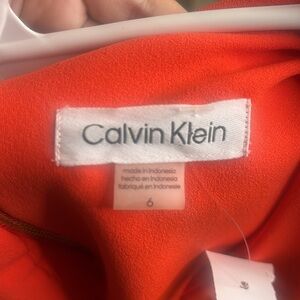 Calvin Klein
made in Indonesia
hecho en Indonesia
fabriqué en Indonésie
6